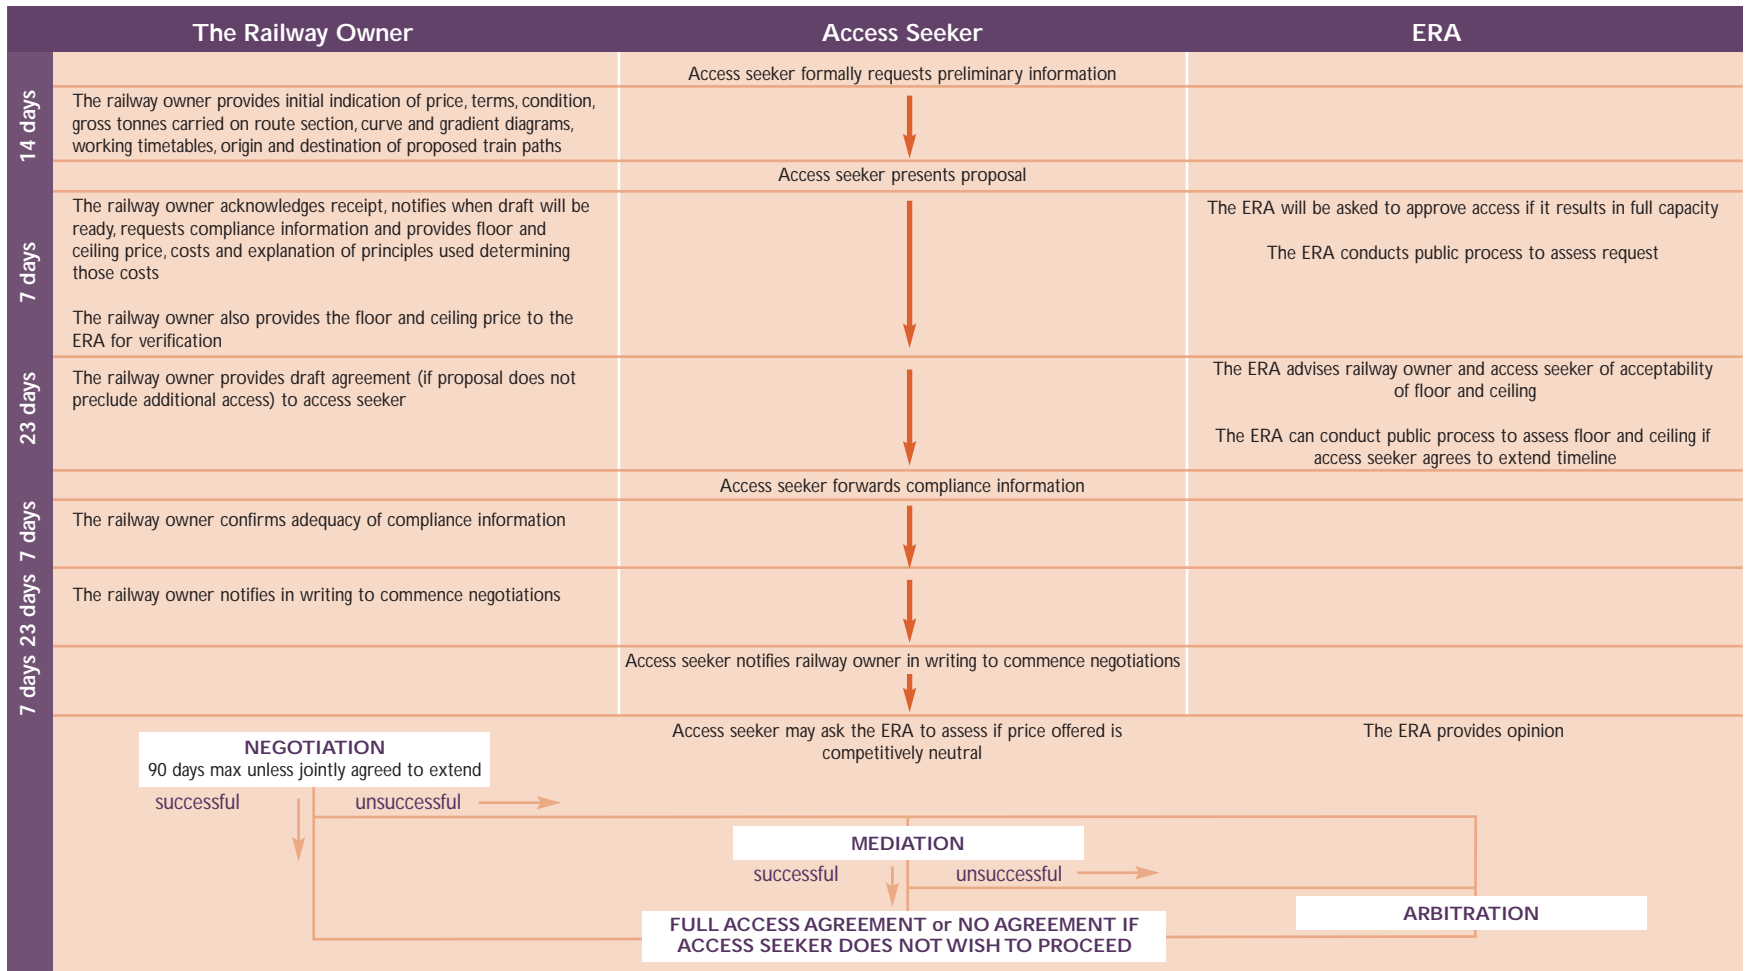 The Railway Owner
Access Seeker
ERA
Access seeker formally requests preliminary information
14 days
The railway owner provides initial indication of price, terms, condition,
gross tonnes carried on route section, curve and gradient diagrams,
working timetables, origin and destination of proposed train paths
Access seeker presents proposal
7 days
The railway owner acknowledges receipt, notifies when draft will be
ready, requests compliance information and provides floor and
ceiling price, costs and explanation of principles used determining
those costs
The railway owner also provides the floor and ceiling price to the
ERA for verification
The ERA will be asked to approve access if it results in full capacity
The ERA conducts public process to assess request
23 days
The railway owner provides draft agreement (if proposal does not
preclude additional access) to access seeker
The ERA advises railway owner and access seeker of acceptability
of floor and ceiling
The ERA can conduct public process to assess floor and ceiling if
access seeker agrees to extend timeline
Access seeker forwards compliance information
7 days
The railway owner confirms adequacy of compliance information
23 days
The railway owner notifies in writing to commence negotiations
7 days
Access seeker notifies railway owner in writing to commence negotiations
Access seeker may ask the ERA to assess if price offered is
competitively neutral
The ERA provides opinion
NEGOTIATION
90 days max unless jointly agreed to extend
successful
unsuccessful
MEDIATION
successful
unsuccessful
ARBITRATION
FULL ACCESS AGREEMENT or NO AGREEMENT IF
ACCESS SEEKER DOES NOT WISH TO PROCEED